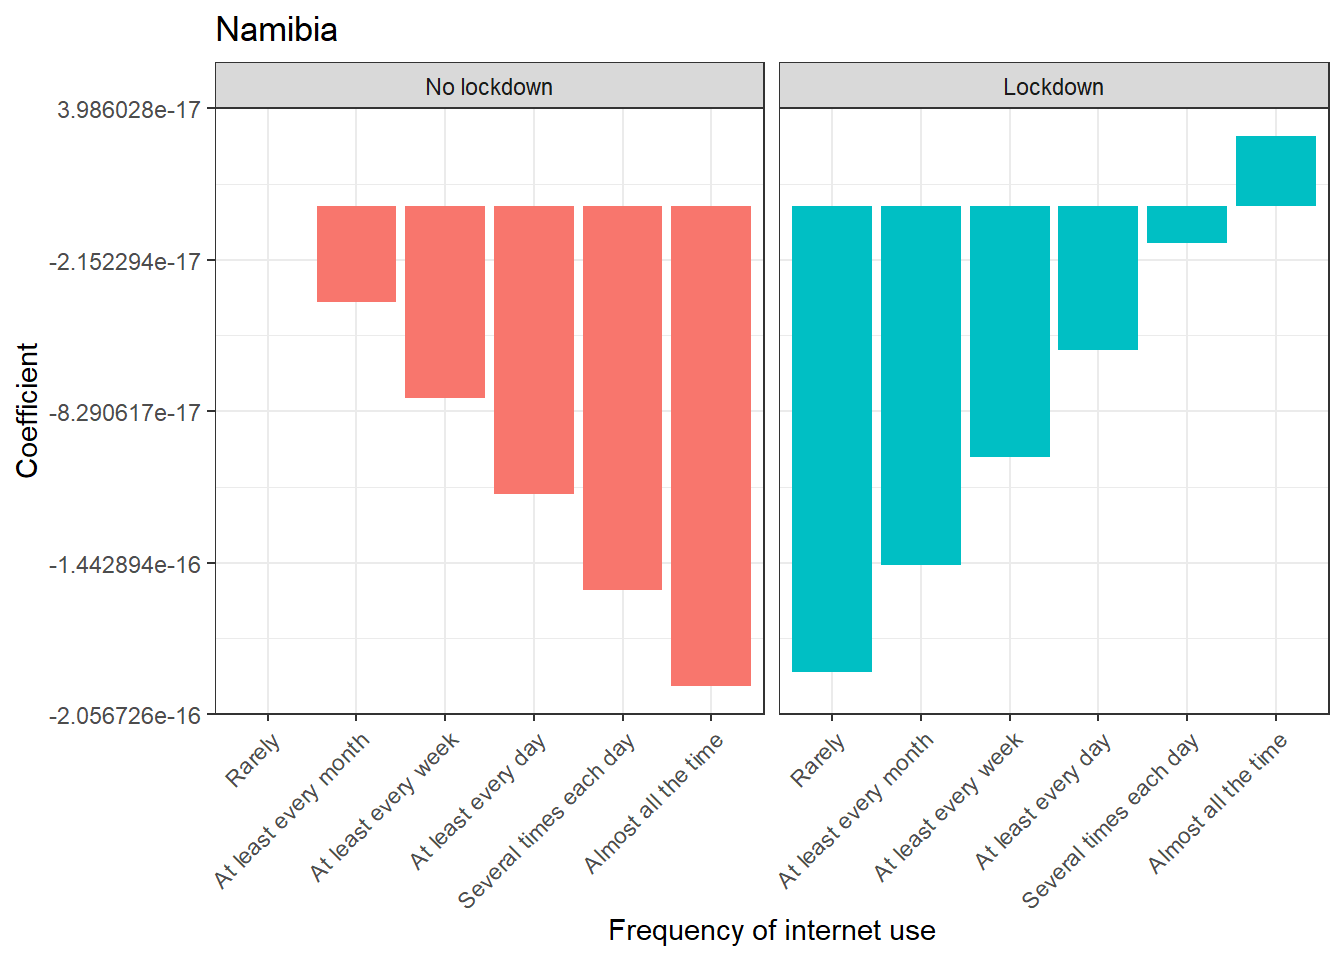 Namibia
No lockdown
Lockdown
Coefficient
3.986028e-17
-2.152294e-17
-8.290617e-17
-1.442894e-16
-2.056726e-16
Rarely
At least every month
At least every week
At least every day
Several times each day
Almost all the time
Rarely
At least every month
At least every week
At least every day
Several times each day
Almost all the time
Frequency of internet use